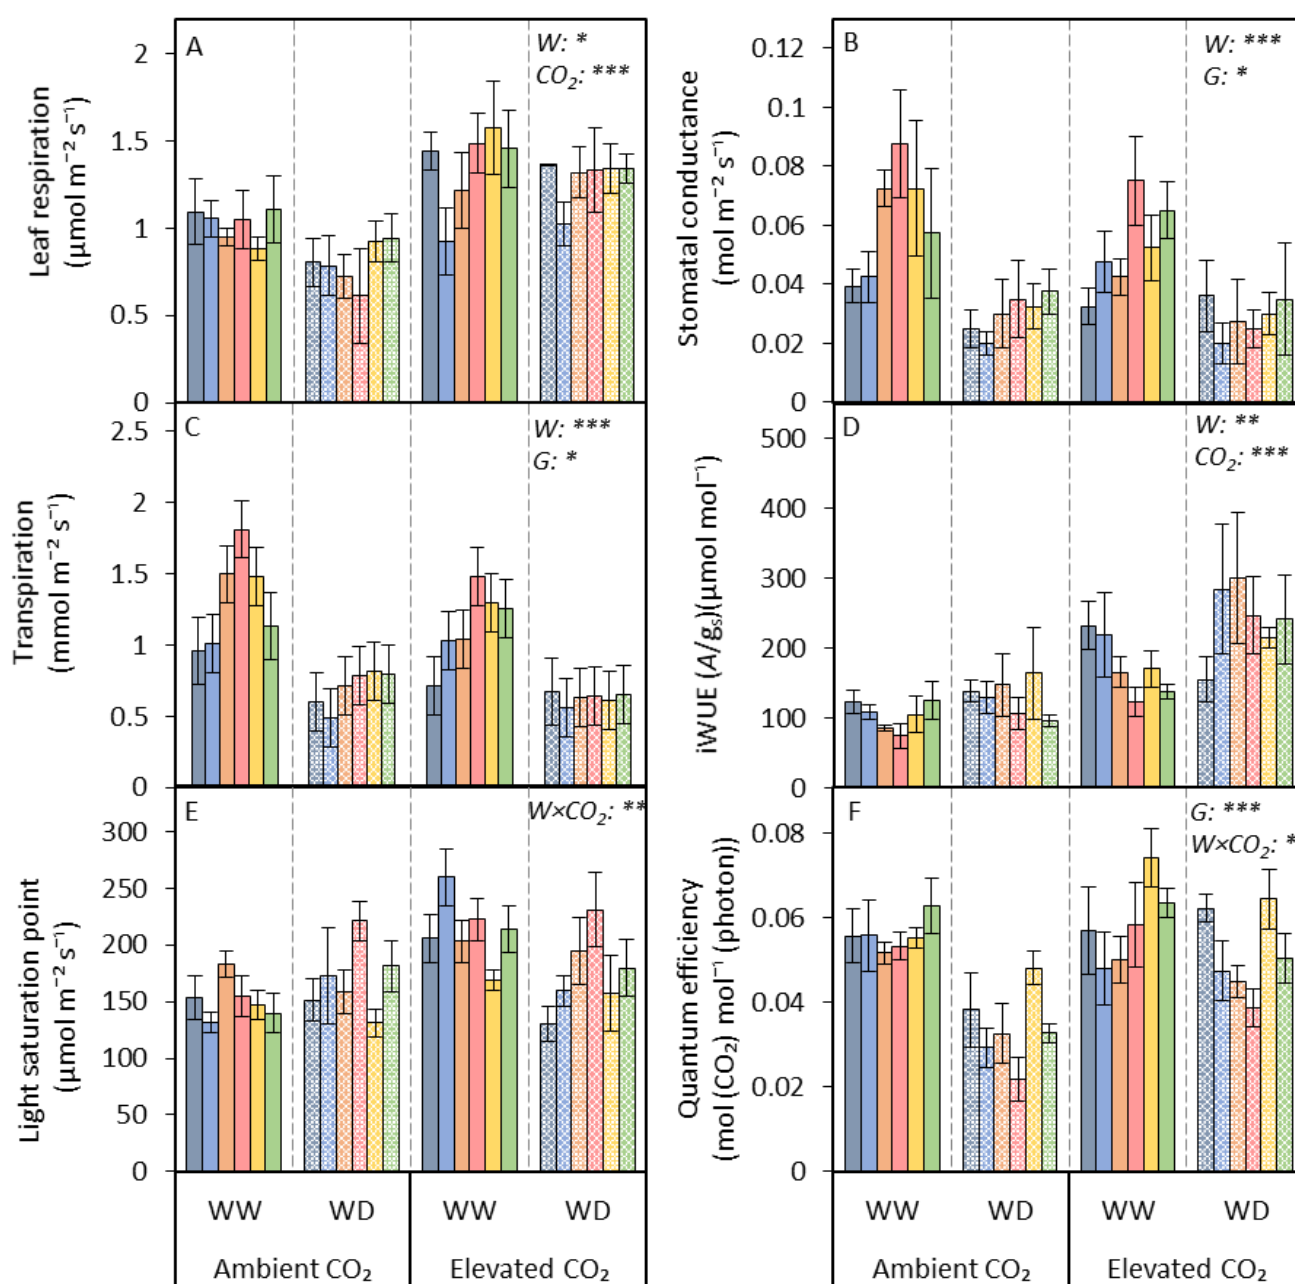 A
W: *
CO₂: ***
Leaf respiration
(µmol m⁻² s⁻¹)
2
1.5
1
0.5
0
B
W: ***
G: *
Stomatal conductance
(mol m⁻² s⁻¹)
0.12
0.1
0.08
0.06
0.04
0.02
0
C
W: ***
G: *
Transpiration
(mmol m⁻² s⁻¹)
2.5
2
1.5
1
0.5
0
D
W: **
CO₂: ***
iWUE (A/gₛ)(µmol mol⁻¹)
500
400
300
200
100
0
E
W×CO₂: **
Light saturation point
(µmol m⁻² s⁻¹)
300
250
200
150
100
50
0
F
G: ***
W×CO₂: *
Quantum efficiency
(mol (CO₂) mol⁻¹ (photon))
0.08
0.06
0.04
0.02
0
WW WD WW WD
Ambient CO₂ Elevated CO₂
WW WD WW WD
Ambient CO₂ Elevated CO₂